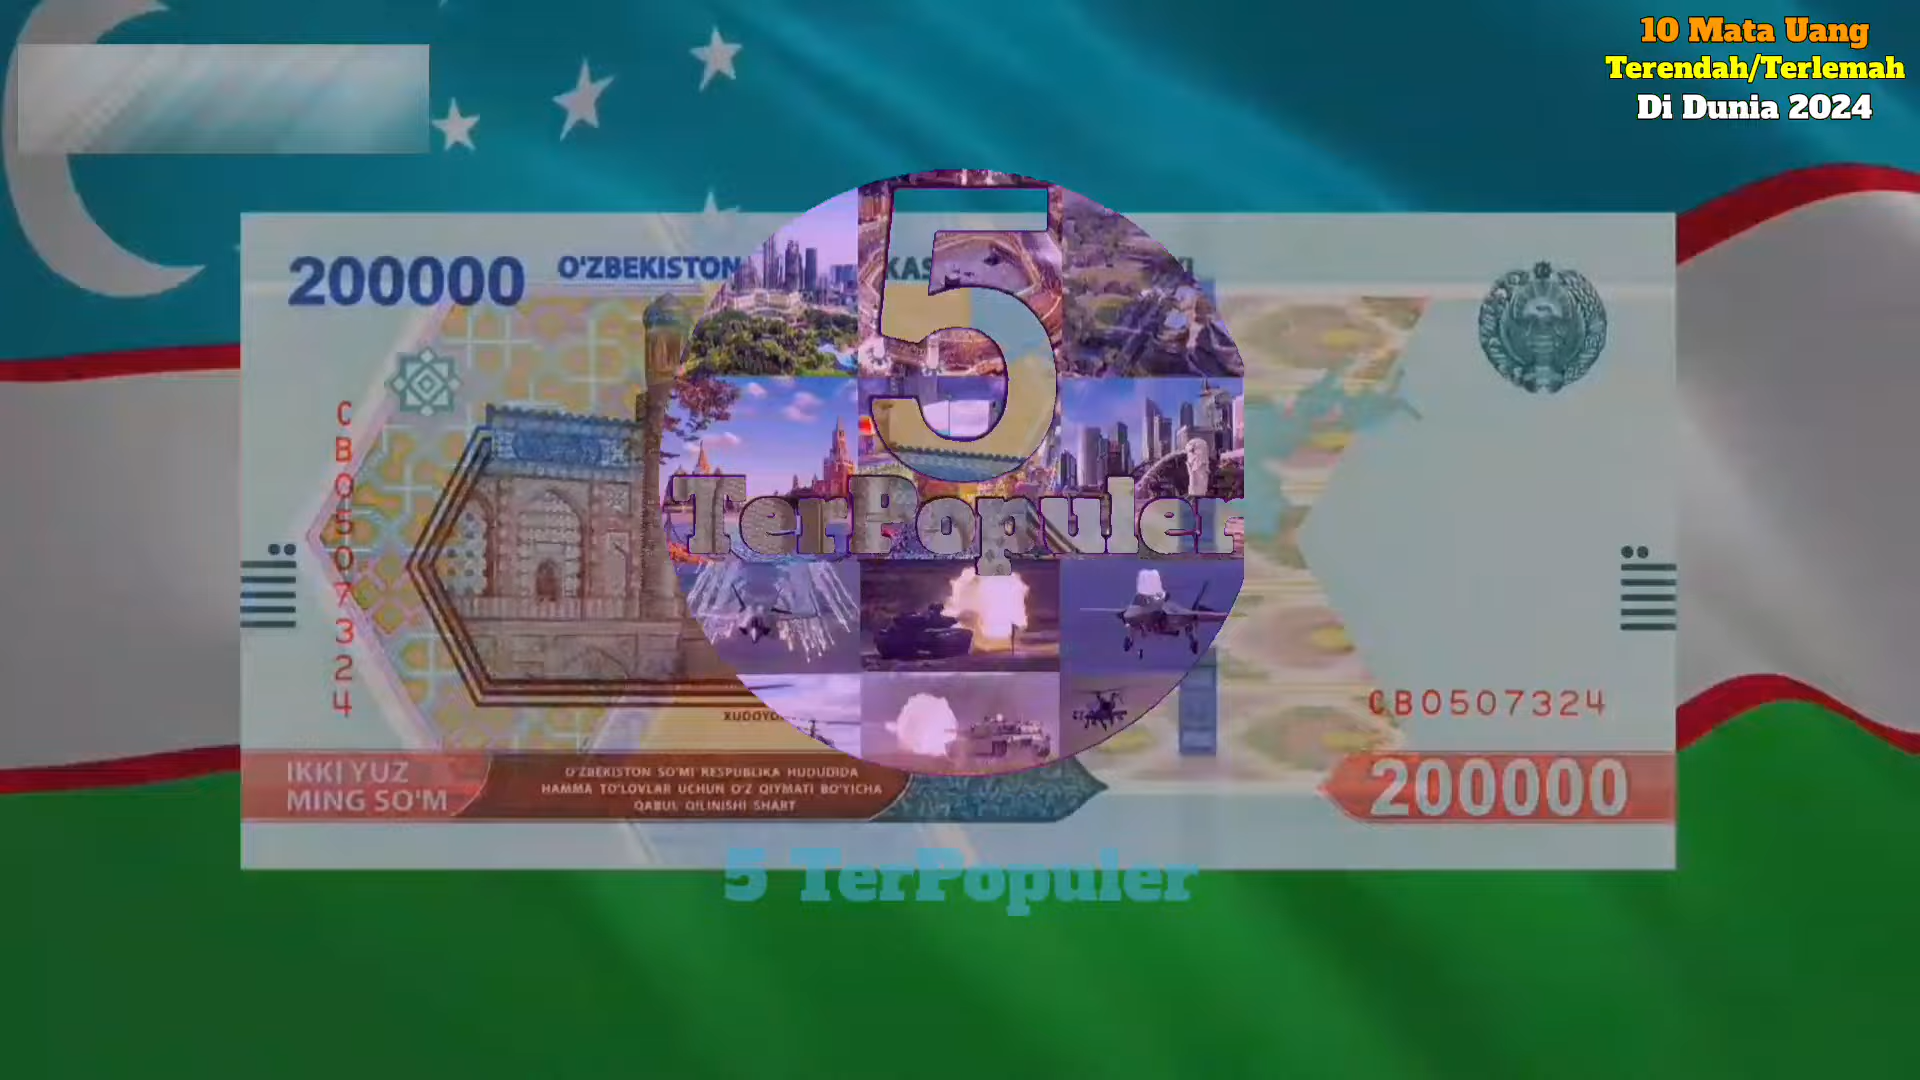 10 Mata Uang
Terendah/Terlemah
Di Dunia 2024
200000
O'ZBEKISTON
5
TerPopuler
CB0507324
CB0507324
IKKI YUZ
MING SO'M
O'ZBEKISTON SO'MI RESPUBLIKA HUDUDIDA
HAMMA TO'LOVLAR UCHUN O'Z QIYMATI BO'YICHA
QABUL QILINISHI SHART
200000
5 TerPopuler